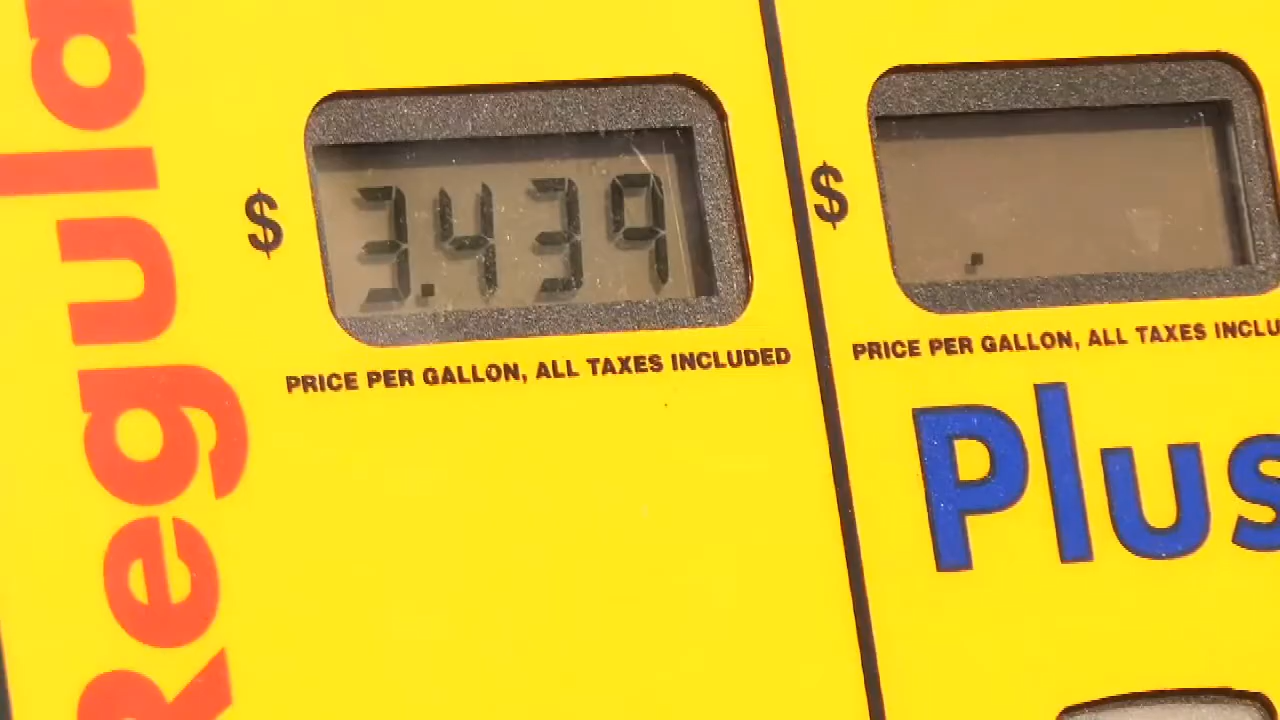 Regula
$ 3.439
PRICE PER GALLON, ALL TAXES INCLUDED
$ .
PRICE PER GALLON, ALL TAXES INCLU
Plus